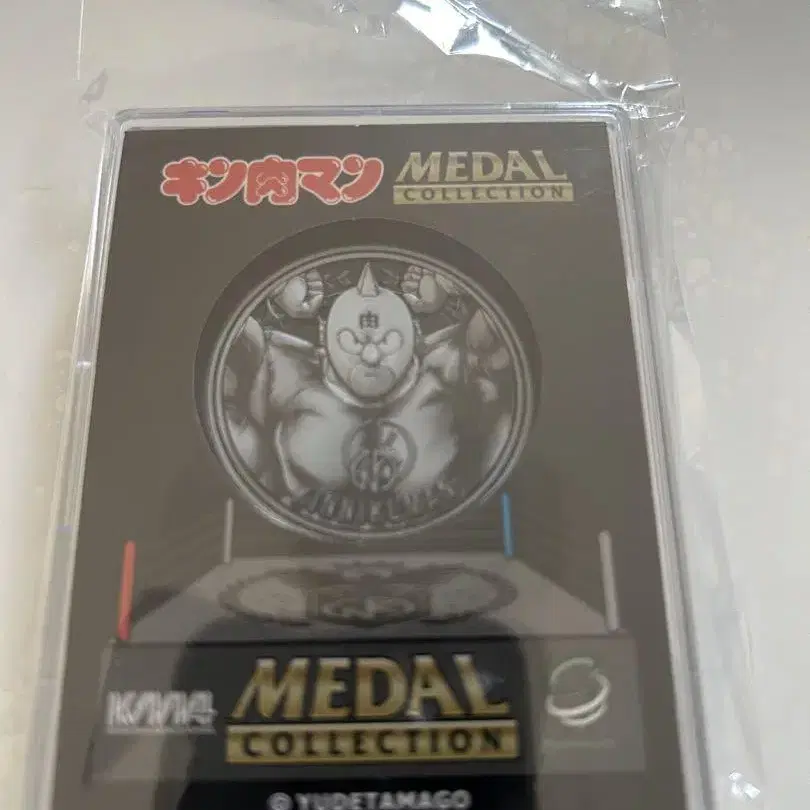 キン肉マン MEDAL
COLLECTION
肉
MEDAL
COLLECTION
© YUDETAMAGO